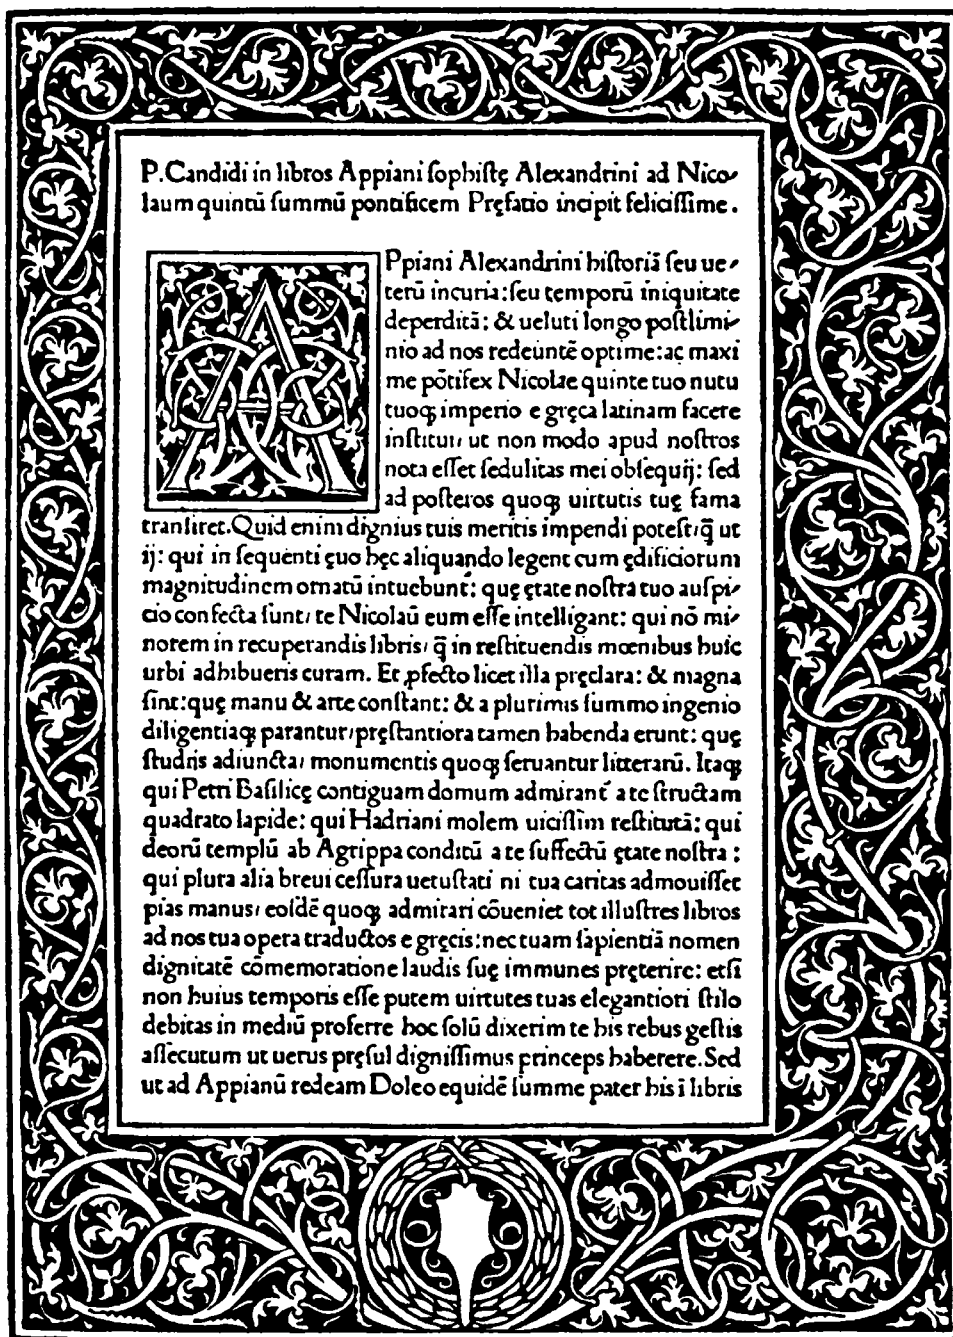 P.Candidi in libros Appiani ſophiſtę Alexandrini ad Nico-
laum quintū ſummū pontificem Pręfatio incipit feliciſſime.
APpiani Alexandrini hiſtoriā ſeu ue-
terū incuria: ſeu temporū iniquitate
deperditā: & ueluti longo poſtlimi-
nio ad nos redeuntē optime: ac maxi
me pōtifex Nicolae quinte tuo nutu
tuoqꝫ imperio e gręca latinam facere
inſtitui/ ut non modo apud noſtros
nota eſſet ſedulitas mei obſequij: ſed
ad poſteros quoqꝫ uirtutis tuę fama
tranſiret.Quid enim dignius tuis meritis impendi poteſt/q̄ ut
ij: qui in ſequenti ęuo hęc aliquando legent cum ędificiorum
magnitudinem ornatū intuebunt᷒: quę ętate noſtra tuo auſpi-
cio confecta ſunt/ te Nicolaū eum eſſe intelligant: qui nō mi-
norem in recuperandis libris/ q̄ in reſtituendis mœnibus huic
urbi adhibueris curam. Et ꝓfecto licet illa pręclara: & magna
ſint: quę manu & arte conſtant: & a plurimis ſummo ingenio
diligentiaqꝫ parantur/pręſtantiora tamen habenda erunt: quę
ſtudiis adiuncta/ monumentis quoqꝫ ſeruantur litterarū. Itaqꝫ
qui Petri Baſilicę contiguam domum admirant᷒ a te ſtructam
quadrato lapide: qui Hadriani molem uiciſſim reſtitutā: qui
deorū templū ab Agrippa conditū a te ſuffectū ętate noſtra :
qui plura alia breui ceſſura uetuſtati ni tua caritas admouiſſet
pias manus/ eoſdē quoqꝫ admirari cōueniet tot illuſtres libros
ad nos tua opera traductos e gręcis: nec tuam ſapientiā nomen
dignitatē cōmemoratione laudis ſuę immunes pręterire: etſi
non huius temporis eſſe putem uirtutes tuas elegantiori ſtilo
debitas in mediū proferre hoc ſolū dixerim te his rebus geſtis
aſſecutum ut uerus pręſul digniſſimus princeps haberere.Sed
ut ad Appianū redeam Doleo equidē ſumme pater his ī libris